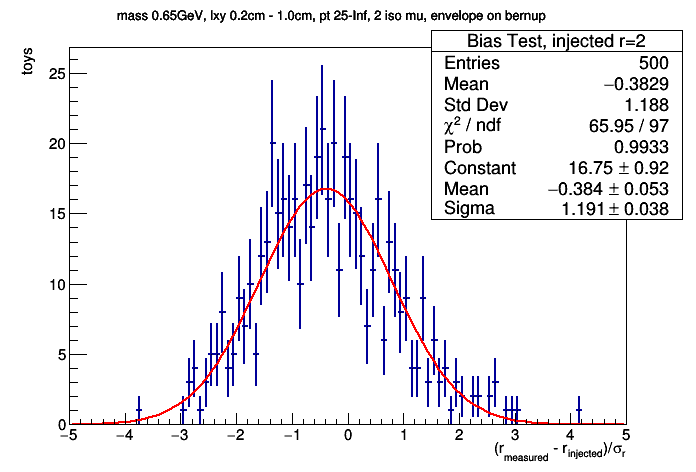 mass 0.65GeV, lxy 0.2cm - 1.0cm, pt 25-Inf, 2 iso mu, envelope on bernup
Bias Test, injected r=2
Entries 500
Mean −0.3829
Std Dev 1.188
χ² / ndf 65.95 / 97
Prob 0.9933
Constant 16.75 ± 0.92
Mean −0.384 ± 0.053
Sigma 1.191 ± 0.038
toys
25
20
15
10
5
0
−5 −4 −3 −2 −1 0 1 2 3 4 5
(r_measured - r_injected)/σ_r